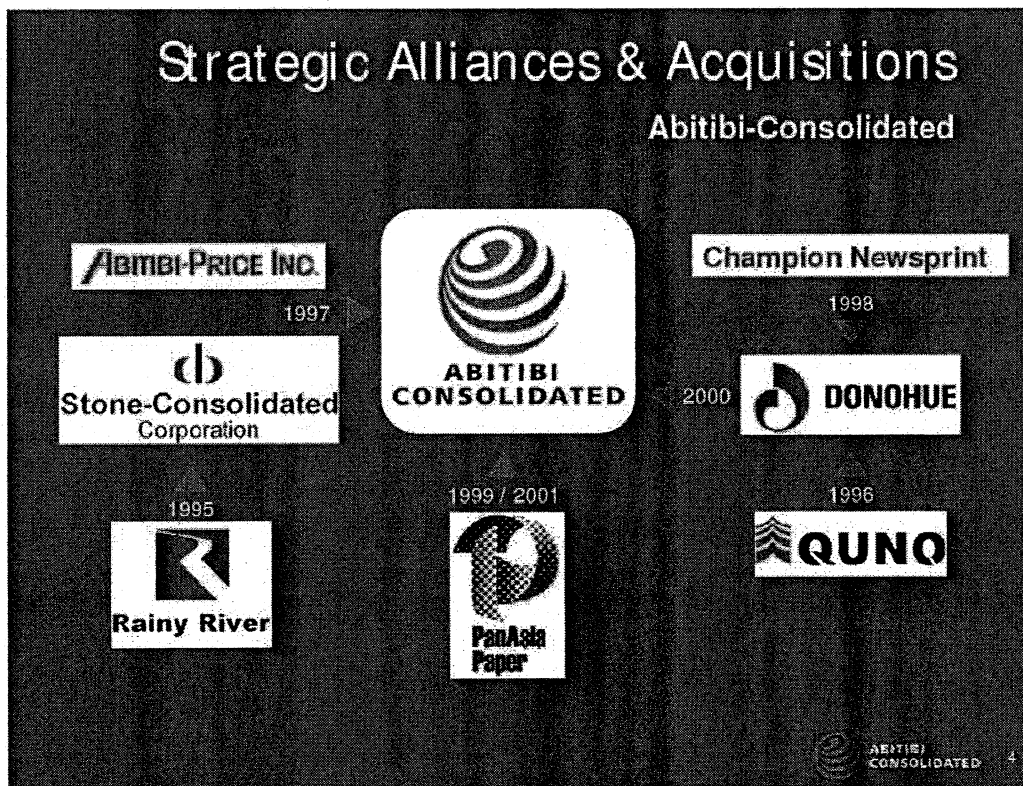 Strategic Alliances & Acquisitions
Abitibi-Consolidated
ABITIBI-PRICE INC.
1997
Stone-Consolidated
Corporation
1995
Rainy River
ABITIBI
CONSOLIDATED
1999 / 2001
PanAsia
Paper
Champion Newsprint
1998
2000
DONOHUE
1996
QUNO
ABITIBI
CONSOLIDATED
4